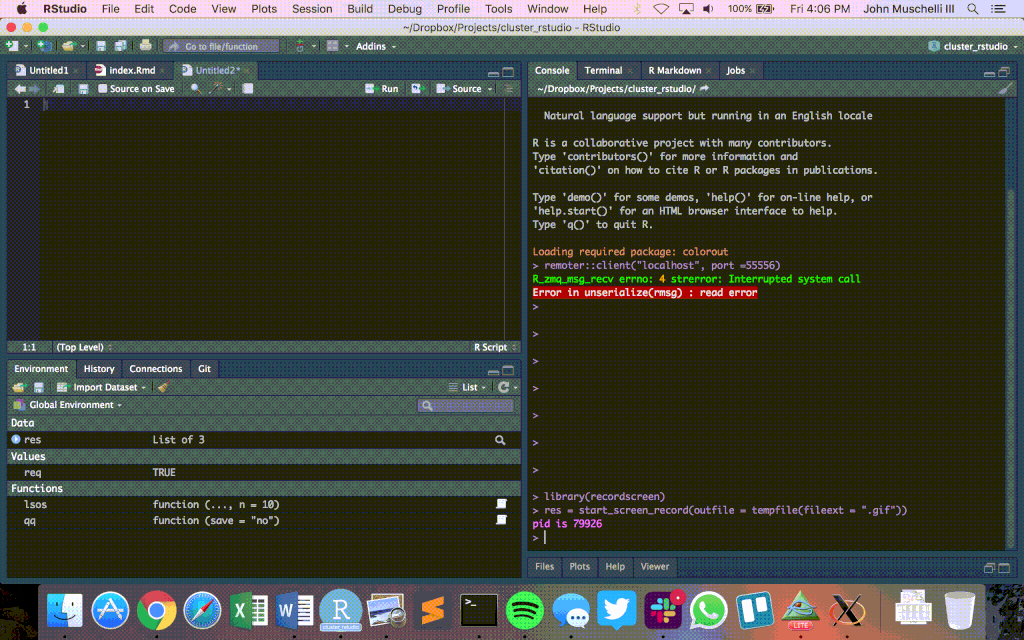 RStudio File Edit Code View Plots Session Build Debug Profile Tools Window Help 100% Fri 4:06 PM John Muschelli III
~/Dropbox/Projects/cluster_rstudio - RStudio
Go to file/function Addins cluster_rstudio
Untitled1 index.Rmd Untitled2*
Source on Save Run Source
1
1:1 (Top Level) R Script
Environment History Connections Git
Import Dataset List
Global Environment
Data
res List of 3
Values
req TRUE
Functions
lsos function (..., n = 10)
qq function (save = "no")
Console Terminal R Markdown Jobs
~/Dropbox/Projects/cluster_rstudio/
Natural language support but running in an English locale
R is a collaborative project with many contributors.
Type 'contributors()' for more information and
'citation()' on how to cite R or R packages in publications.
Type 'demo()' for some demos, 'help()' for on-line help, or
'help.start()' for an HTML browser interface to help.
Type 'q()' to quit R.
Loading required package: colorout
> remoter::client("localhost", port =55556)
R_zmq_msg_recv errno: 4 strerror: Interrupted system call
Error in unserialize(rmsg) : read error
>
>
>
>
>
>
>
> library(recordscreen)
> res = start_screen_record(outfile = tempfile(fileext = ".gif"))
pid is 79926
>
Files Plots Help Viewer
X W R
cluster_rstudio
>_
LITE
X